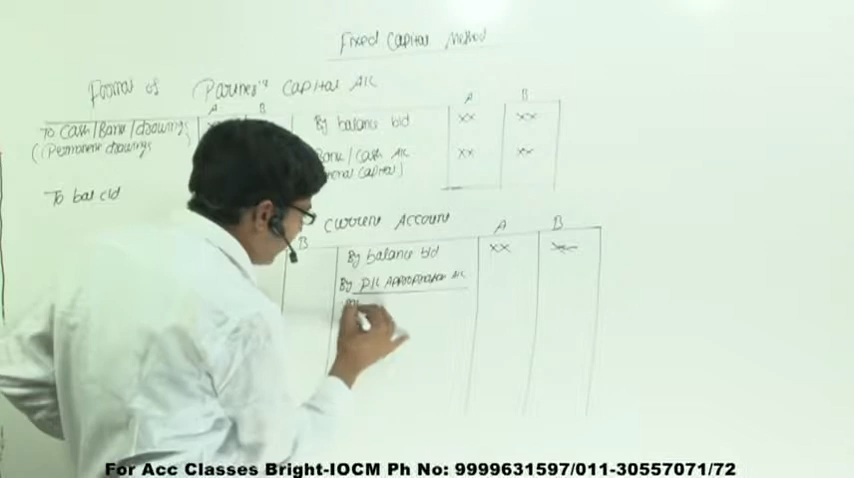 Fixed Capital Method
Format of Partner's Capital A/c
A B A B
To Cash/Bank/drawings By balance b/d xx xx
(Permanent drawings Bank/Cash A/c xx xx
Capital)
To bal c/d
Current Account
B A B
By balance b/d xx xx
By P/L Appropriation A/c
For Acc Classes Bright-IOCM Ph No: 9999631597/011-30557071/72